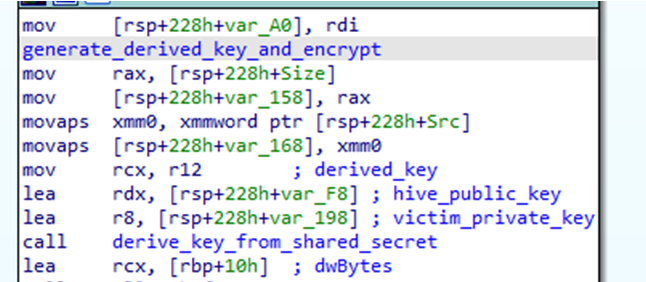 mov [rsp+228h+var_A0], rdi
generate_derived_key_and_encrypt
mov rax, [rsp+228h+Size]
mov [rsp+228h+var_158], rax
movaps xmm0, xmmword ptr [rsp+228h+Src]
movaps [rsp+228h+var_168], xmm0
mov rcx, r12 ; derived_key
lea rdx, [rsp+228h+var_F8] ; hive_public_key
lea r8, [rsp+228h+var_198] ; victim_private_key
call derive_key_from_shared_secret
lea rcx, [rbp+10h] ; dwBytes